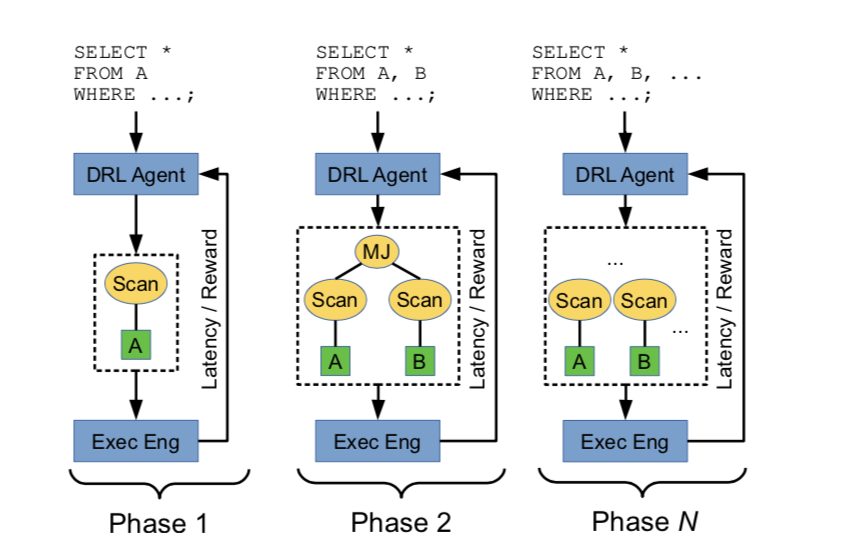 SELECT *
FROM A
WHERE ...;
DRL Agent
Scan
A
Latency / Reward
Exec Eng
Phase 1
SELECT *
FROM A, B
WHERE ...;
DRL Agent
MJ
Scan
Scan
A
B
Latency / Reward
Exec Eng
Phase 2
SELECT *
FROM A, B, ...
WHERE ...;
DRL Agent
...
Scan
Scan
...
A
B
Latency / Reward
Exec Eng
Phase N